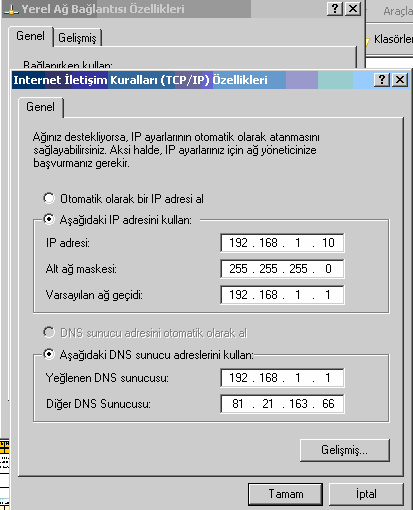 Yerel Ağ Bağlantısı Özellikleri
Araçla
Genel Gelişmiş
Klasörle
Bağlanırken kullan:
Internet İletişim Kuralları (TCP/IP) Özellikleri
Genel
Ağınız destekliyorsa, IP ayarlarının otomatik olarak atanmasını
sağlayabilirsiniz. Aksi halde, IP ayarlarınız için ağ yöneticinize
başvurmanız gerekir.
Otomatik olarak bir IP adresi al
Aşağıdaki IP adresini kullan:
IP adresi: 192 . 168 . 1 . 10
Alt ağ maskesi: 255 . 255 . 255 . 0
Varsayılan ağ geçidi: 192 . 168 . 1 . 1
DNS sunucu adresini otomatik olarak al
Aşağıdaki DNS sunucu adreslerini kullan:
Yeğlenen DNS sunucusu: 192 . 168 . 1 . 1
Diğer DNS Sunucusu: 81 . 21 . 163 . 66
Gelişmiş...
Tamam İptal